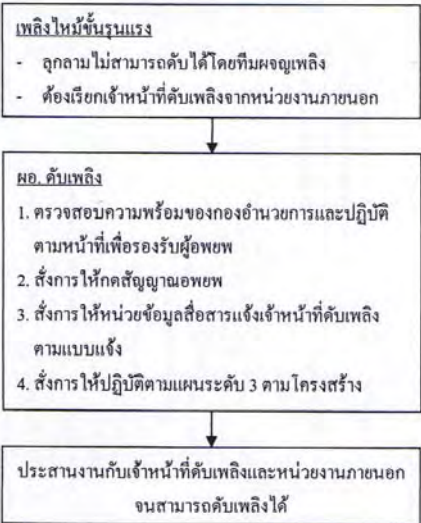 เพลิงไหม้ขั้นรุนแรง
- ลุกลามไม่สามารถดับได้โดยทีมผจญเพลิง
- ต้องเรียกเจ้าหน้าที่ดับเพลิงจากหน่วยงานภายนอก
ผอ. ดับเพลิง
1. ตรวจสอบความพร้อมของกองอำนวยการและปฏิบัติ
ตามหน้าที่เพื่อรองรับผู้อพยพ
2. สั่งการให้กดสัญญาณอพยพ
3. สั่งการให้หน่วยข้อมูลสื่อสารแจ้งเจ้าหน้าที่ดับเพลิง
ตามแบบแจ้ง
4. สั่งการให้ปฏิบัติตามแผนระดับ 3 ตามโครงสร้าง
ประสานงานกับเจ้าหน้าที่ดับเพลิงและหน่วยงานภายนอก
จนสามารถดับเพลิงได้